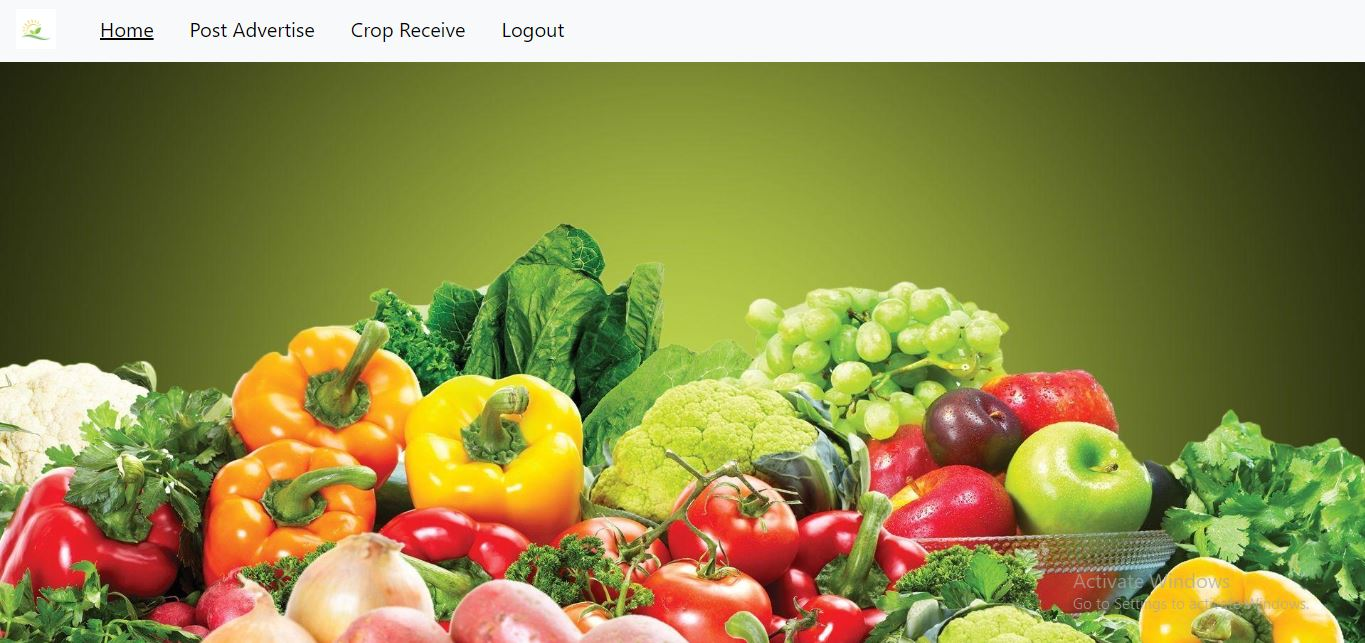 Home Post Advertise Crop Receive Logout
Activate Windows
Go to Settings to activate Windows.